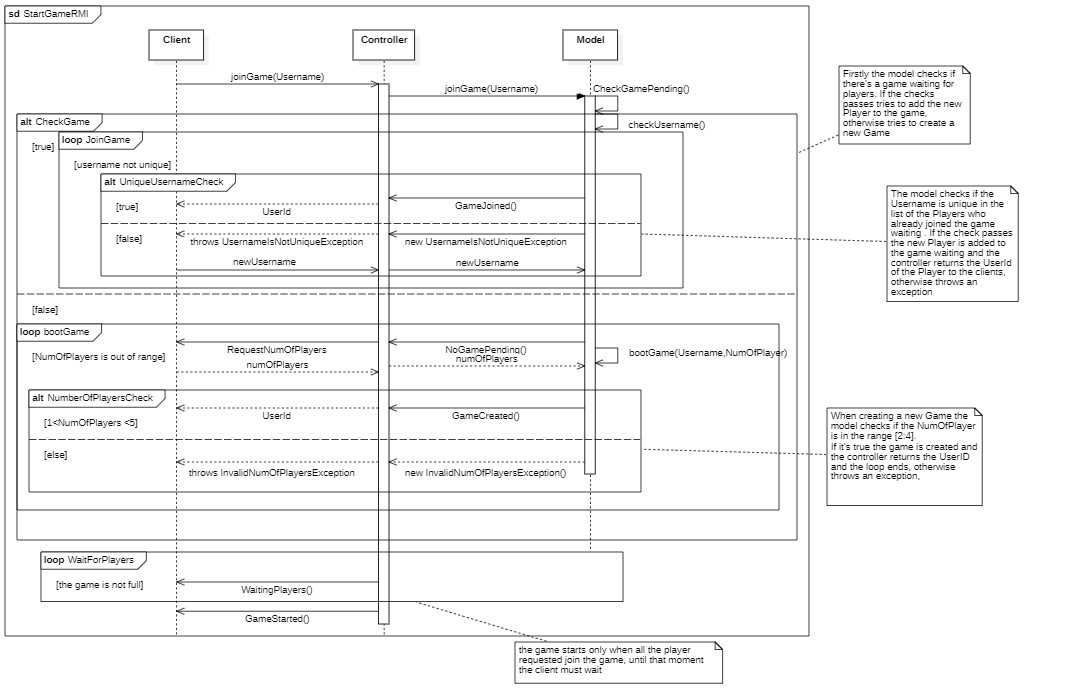 sd StartGameRMI
Client
Controller
Model
joinGame(Username)
joinGame(Username)
CheckGamePending()
checkUsername()
alt CheckGame
[true]
loop JoinGame
[username not unique]
alt UniqueUsernameCheck
[true]
UserId
GameJoined()
[false]
throws UsernameIsNotUniqueException
new UsernameIsNotUniqueException
newUsername
newUsername
[false]
loop bootGame
[NumOfPlayers is out of range]
RequestNumOfPlayers
NoGamePending()
numOfPlayers
numOfPlayers
bootGame(Username,NumOfPlayer)
alt NumberOfPlayersCheck
[1<NumOfPlayers <5]
UserId
GameCreated()
[else]
throws InvalidNumOfPlayersException
new InvalidNumOfPlayersException()
loop WaitForPlayers
[the game is not full]
WaitingPlayers()
GameStarted()
Firstly the model checks if
there's a game waiting for
players. If the checks
passes tries to add the new
Player to the game,
otherwise tries to create a
new Game
The model checks if the
Username is unique in the
list of the Players who
already joined the game
waiting . If the check passes
the new Player is added to
the game waiting and the
controller returns the UserId
of the Player to the clients,
otherwise throws an
exception
When creating a new Game the
model checks if the NumOfPlayer
is in the range [2:4].
If it's true the game is created and
the controller returns the UserID
and the loop ends, otherwise
throws an exception,
the game starts only when all the player
requested join the game, until that moment
the client must wait